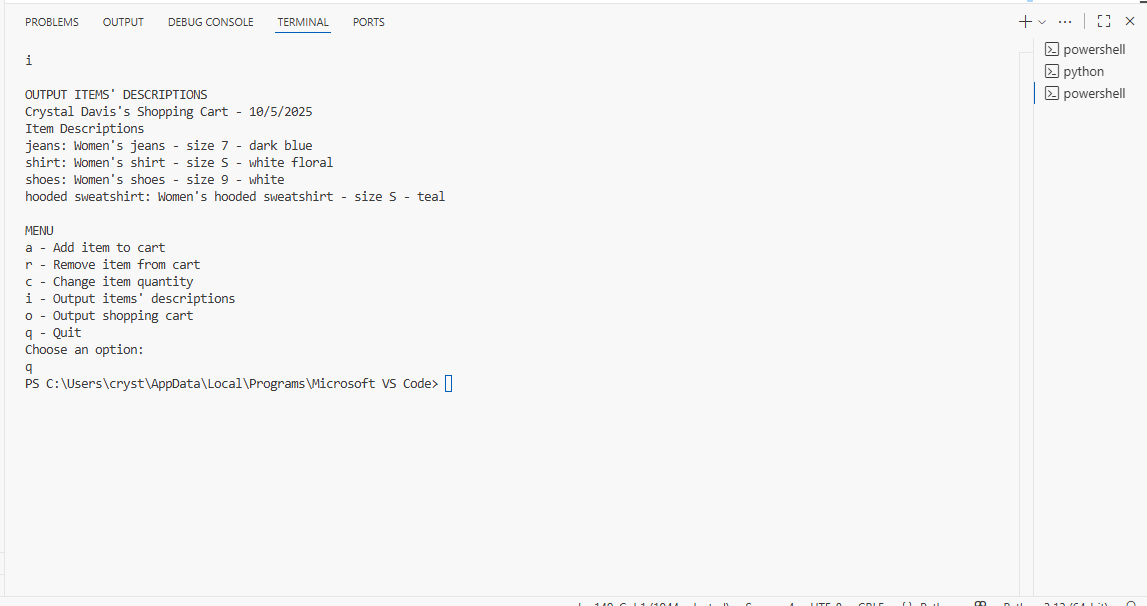 PROBLEMS OUTPUT DEBUG CONSOLE TERMINAL PORTS
powershell
python
powershell
i
OUTPUT ITEMS' DESCRIPTIONS
Crystal Davis's Shopping Cart - 10/5/2025
Item Descriptions
jeans: Women's jeans - size 7 - dark blue
shirt: Women's shirt - size S - white floral
shoes: Women's shoes - size 9 - white
hooded sweatshirt: Women's hooded sweatshirt - size S - teal
MENU
a - Add item to cart
r - Remove item from cart
c - Change item quantity
i - Output items' descriptions
o - Output shopping cart
q - Quit
Choose an option:
q
PS C:\Users\cryst\AppData\Local\Programs\Microsoft VS Code>